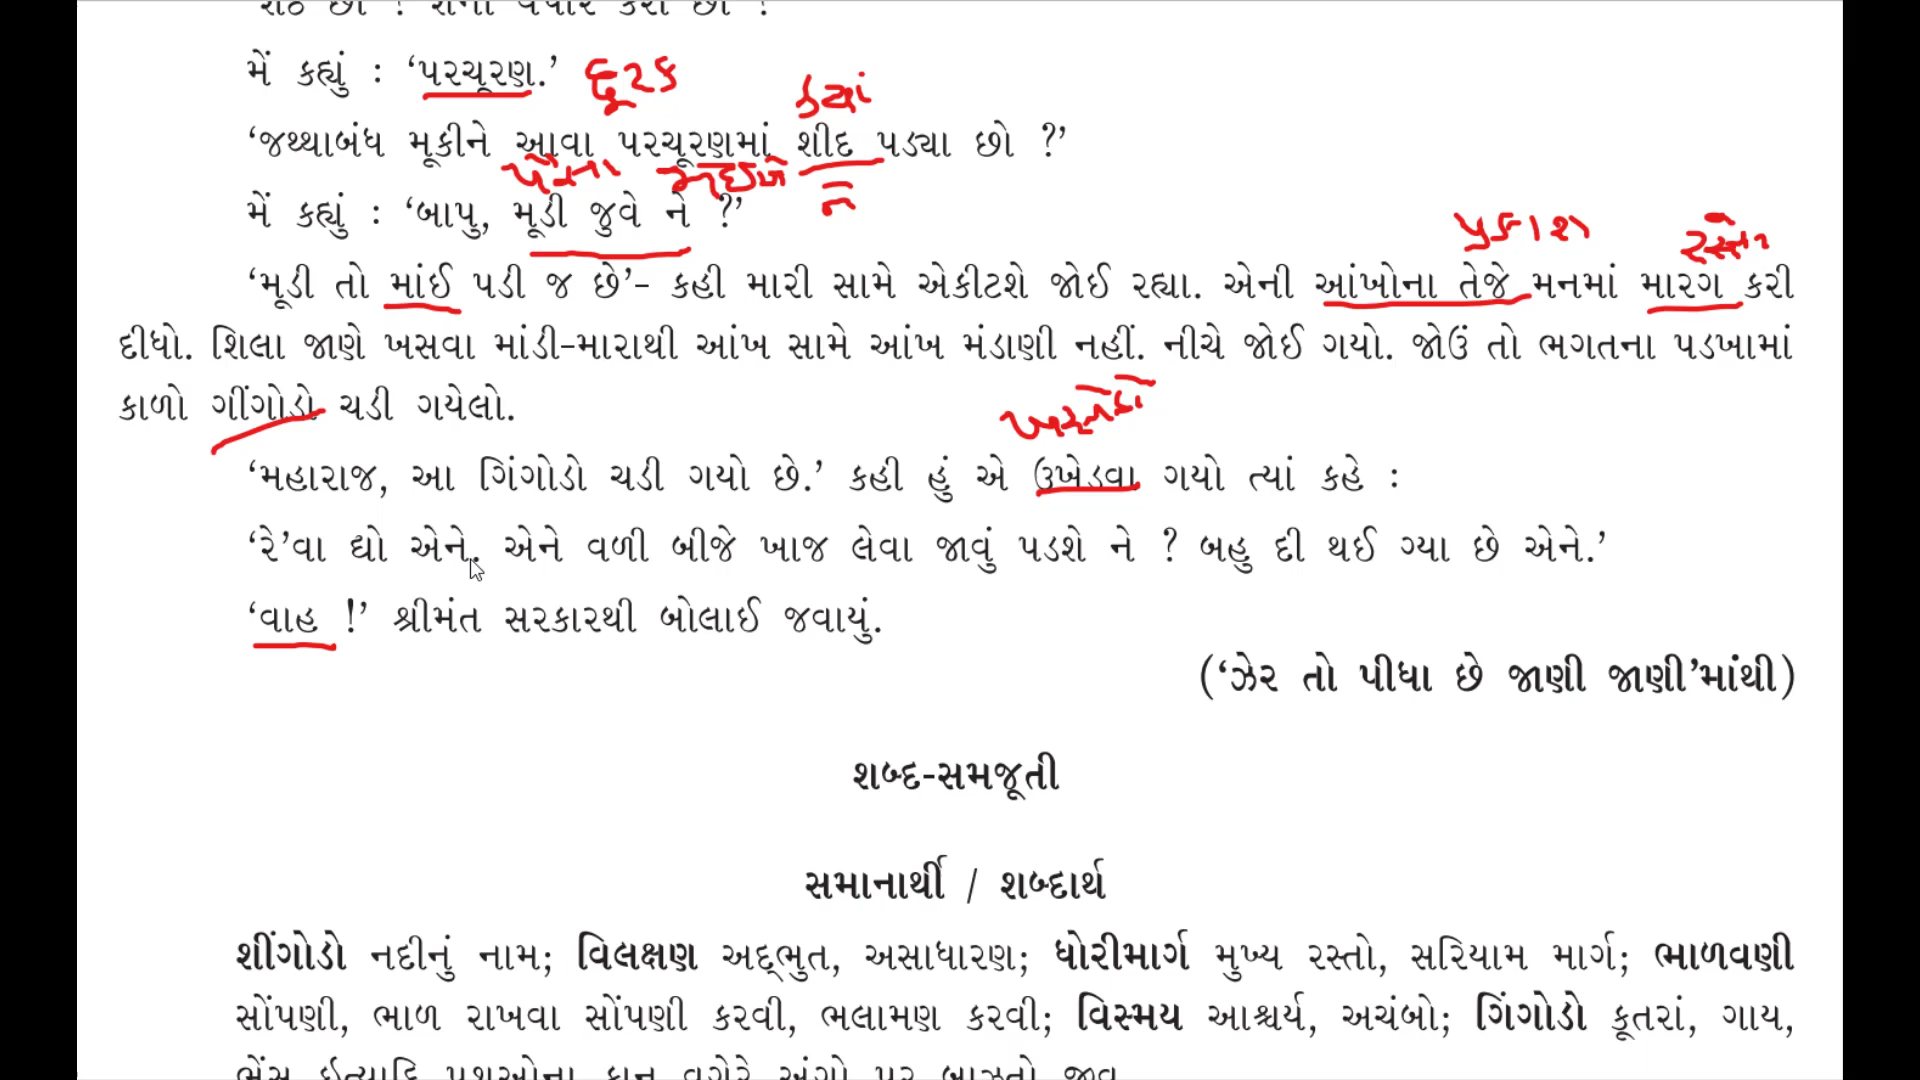 મેં કહ્યું : ‘પરચૂરણ.’ છૂટક
ક્યાં
‘જથ્થાબંધ મૂકીને આવા પરચૂરણમાં શીદ પડ્યા છો ?’
મેં કહ્યું : ‘બાપુ, મૂડી જુવે ને ?’
પ્રકાશ રસ્તો
‘મૂડી તો માંઈ પડી જ છે’- કહી મારી સામે એકીટશે જોઈ રહ્યા. એની આંખોના તેજે મનમાં મારગ કરી
દીધો. શિલા જાણે ખસવા માંડી-મારાથી આંખ સામે આંખ મંડાણી નહીં. નીચે જોઈ ગયો. જોઉં તો ભગતના પડખામાં
કાળો ગીંગોડો ચડી ગયેલો.
‘મહારાજ, આ ગિંગોડો ચડી ગયો છે.’ કહી હું એ ઉખેડવા ગયો ત્યાં કહે :
‘રે’વા દ્યો એને. એને વળી બીજે ખાજ લેવા જાવું પડશે ને ? બહુ દી થઈ ગ્યા છે એને.’
‘વાહ !’ શ્રીમંત સરકારથી બોલાઈ જવાયું.
(‘ઝેર તો પીધા છે જાણી જાણી’માંથી)
શબ્દ-સમજૂતી
સમાનાર્થી / શબ્દાર્થ
શીંગોડો નદીનું નામ; વિલક્ષણ અદ્ભુત, અસાધારણ; ધોરીમાર્ગ મુખ્ય રસ્તો, સરિયામ માર્ગ; ભાળવણી
સોંપણી, ભાળ રાખવા સોંપણી કરવી, ભલામણ કરવી; વિસ્મય આશ્ચર્ય, અચંબો; ગિંગોડો કૂતરાં, ગાય,